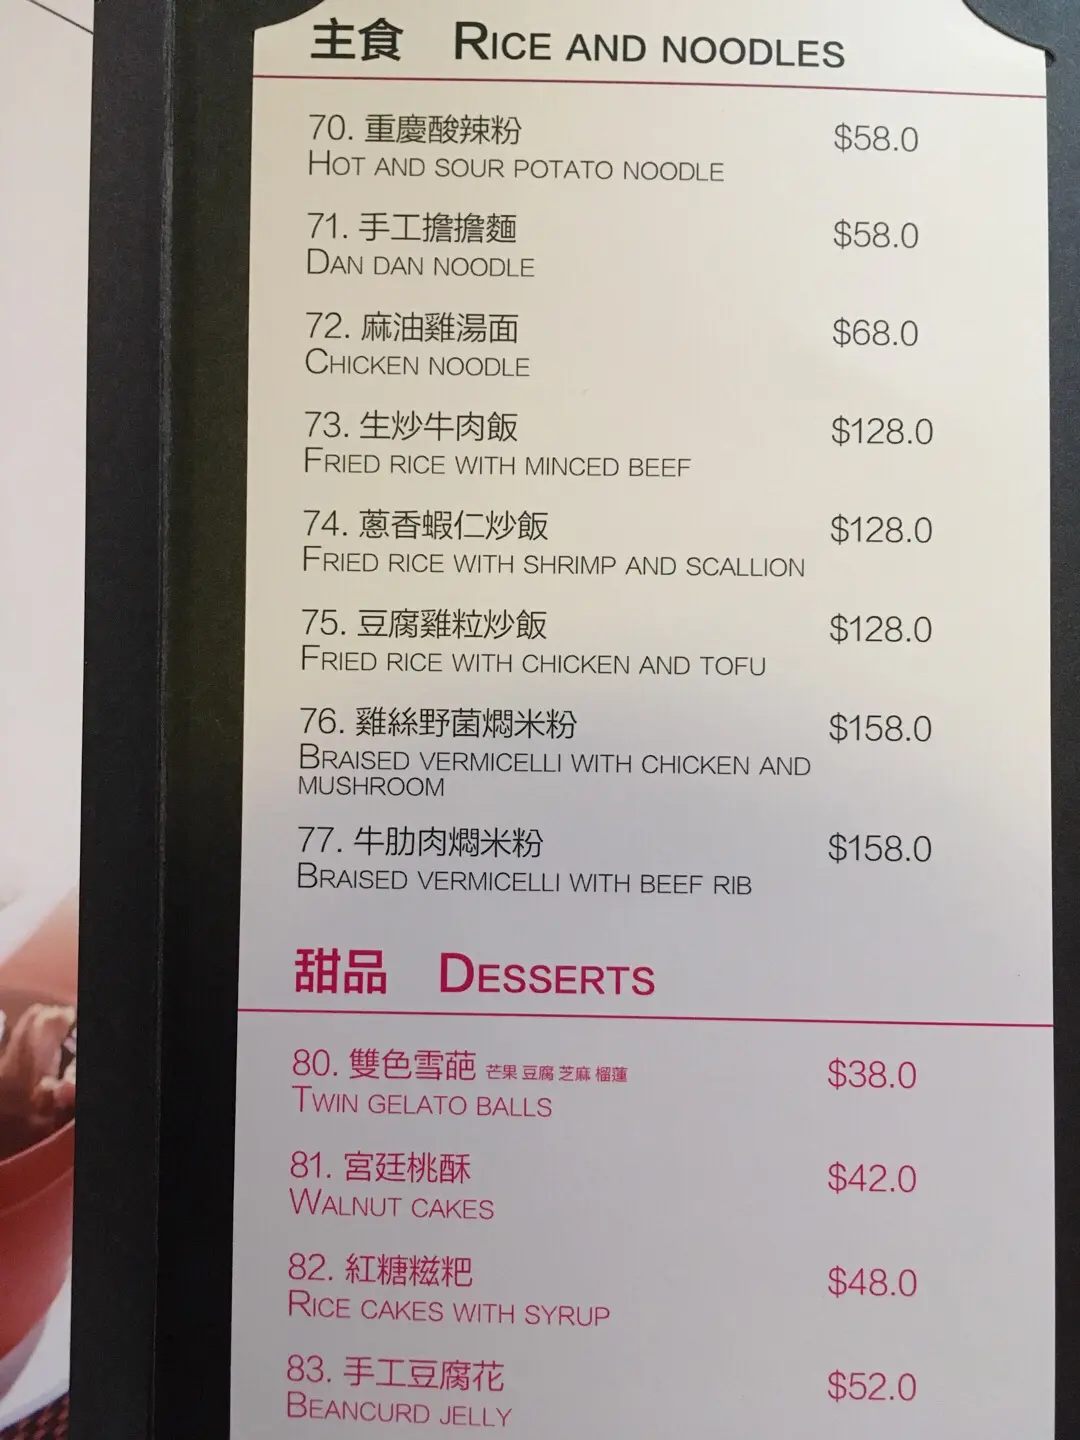 主食 RICE AND NOODLES
70. 重慶酸辣粉 $58.0
HOT AND SOUR POTATO NOODLE
71. 手工擔擔麵 $58.0
DAN DAN NOODLE
72. 麻油雞湯面 $68.0
CHICKEN NOODLE
73. 生炒牛肉飯 $128.0
FRIED RICE WITH MINCED BEEF
74. 蔥香蝦仁炒飯 $128.0
FRIED RICE WITH SHRIMP AND SCALLION
75. 豆腐雞粒炒飯 $128.0
FRIED RICE WITH CHICKEN AND TOFU
76. 雞絲野菌燜米粉 $158.0
BRAISED VERMICELLI WITH CHICKEN AND
MUSHROOM
77. 牛肋肉燜米粉 $158.0
BRAISED VERMICELLI WITH BEEF RIB
甜品 DESSERTS
80. 雙色雪葩 芒果 豆腐 芝麻 榴蓮 $38.0
TWIN GELATO BALLS
81. 宮廷桃酥 $42.0
WALNUT CAKES
82. 紅糖糍粑 $48.0
RICE CAKES WITH SYRUP
83. 手工豆腐花 $52.0
BEANCURD JELLY